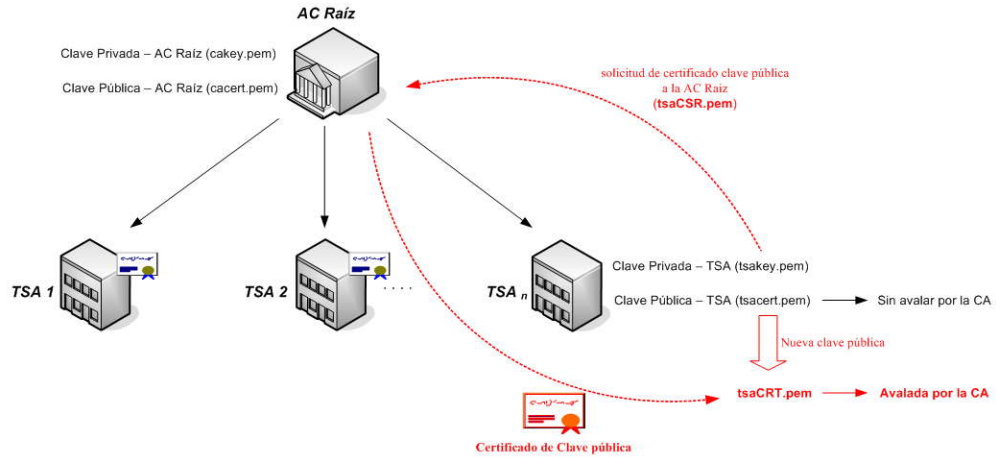 AC Raíz
Clave Privada – AC Raíz (cakey.pem)
Clave Pública – AC Raíz (cacert.pem)
solicitud de certificado clave pública
a la AC Raiz
(tsaCSR.pem)
TSA 1
TSA 2
. . . .
TSA n
Clave Privada – TSA (tsakey.pem)
Clave Pública – TSA (tsacert.pem)
Sin avalar por la CA
Nueva clave pública
tsaCRT.pem
Avalada por la CA
Certificado de Clave pública